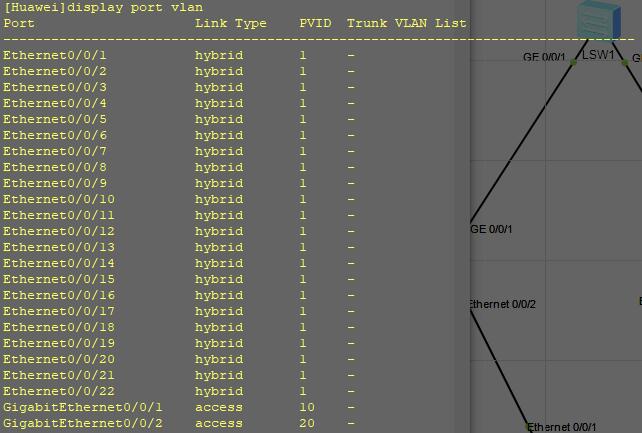 [Huawei]display port vlan
Port Link Type PVID Trunk VLAN List
-------------------------------------------------------------------------------
Ethernet0/0/1 hybrid 1 -
Ethernet0/0/2 hybrid 1 -
Ethernet0/0/3 hybrid 1 -
Ethernet0/0/4 hybrid 1 -
Ethernet0/0/5 hybrid 1 -
Ethernet0/0/6 hybrid 1 -
Ethernet0/0/7 hybrid 1 -
Ethernet0/0/8 hybrid 1 -
Ethernet0/0/9 hybrid 1 -
Ethernet0/0/10 hybrid 1 -
Ethernet0/0/11 hybrid 1 -
Ethernet0/0/12 hybrid 1 -
Ethernet0/0/13 hybrid 1 -
Ethernet0/0/14 hybrid 1 -
Ethernet0/0/15 hybrid 1 -
Ethernet0/0/16 hybrid 1 -
Ethernet0/0/17 hybrid 1 -
Ethernet0/0/18 hybrid 1 -
Ethernet0/0/19 hybrid 1 -
Ethernet0/0/20 hybrid 1 -
Ethernet0/0/21 hybrid 1 -
Ethernet0/0/22 hybrid 1 -
GigabitEthernet0/0/1 access 10 -
GigabitEthernet0/0/2 access 20 -
GE 0/0/1 LSW1 G
GE 0/0/1
Ethernet 0/0/2
Ethernet 0/0/1